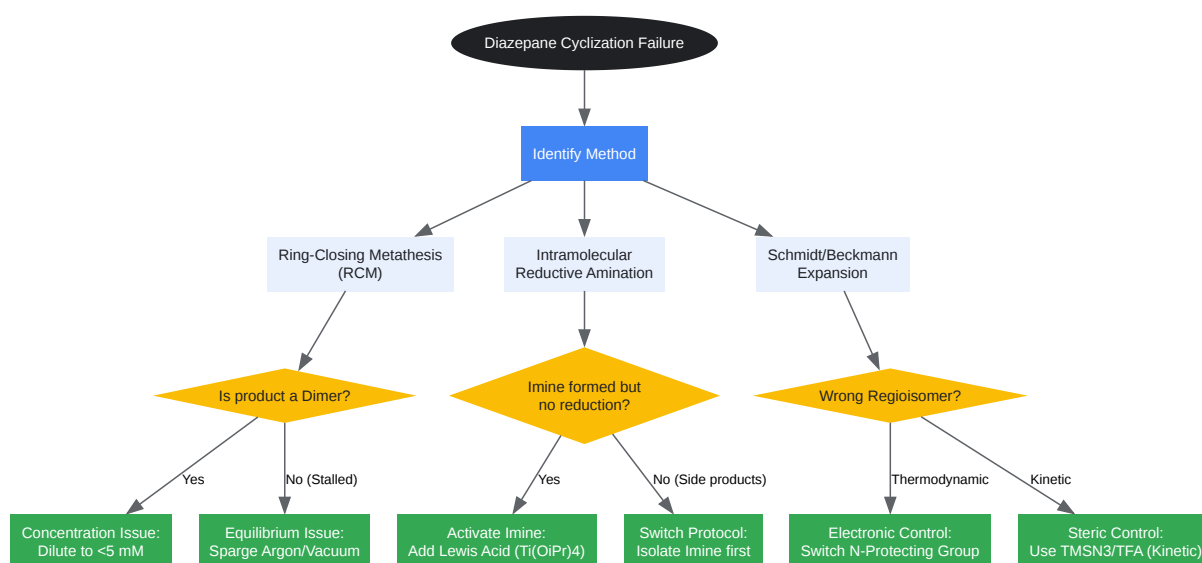 Diazepane Cyclization Failure
Identify Method
Ring-Closing Metathesis
(RCM)
Intramolecular
Reductive Amination
Schmidt/Beckmann
Expansion
Is product a Dimer?
Imine formed but
no reduction?
Wrong Regioisomer?
Yes
No (Stalled)
Yes
No (Side products)
Thermodynamic
Kinetic
Concentration Issue:
Dilute to <5 mM
Equilibrium Issue:
Sparge Argon/Vacuum
Activate Imine:
Add Lewis Acid (Ti(OiPr)4)
Switch Protocol:
Isolate Imine first
Electronic Control:
Switch N-Protecting Group
Steric Control:
Use TMSN3/TFA (Kinetic)